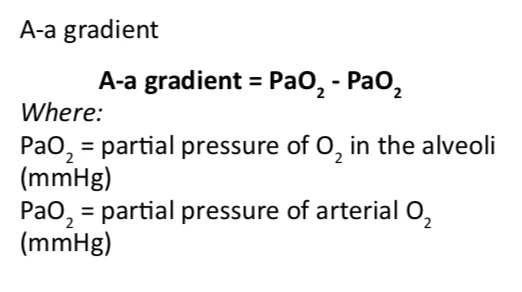 A-a gradient
A-a gradient = PaO₂ - PaO₂
Where:
PaO₂ = partial pressure of O₂ in the alveoli
(mmHg)
PaO₂ = partial pressure of arterial O₂
(mmHg)